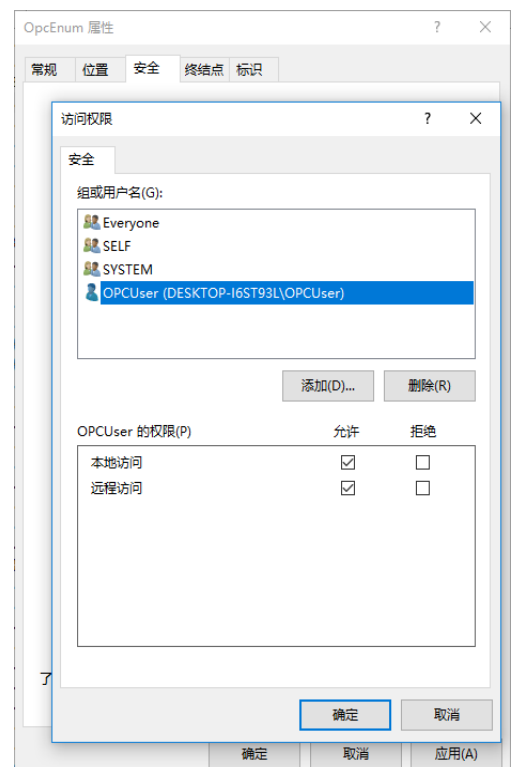 OpcEnum 属性
常规 位置 安全 终结点 标识
访问权限
安全
组或用户名(G):
Everyone
SELF
SYSTEM
OPCUser (DESKTOP-I6ST93L\OPCUser)
添加(D)... 删除(R)
OPCUser 的权限(P) 允许 拒绝
本地访问
远程访问
了
确定 取消
确定 取消 应用(A)